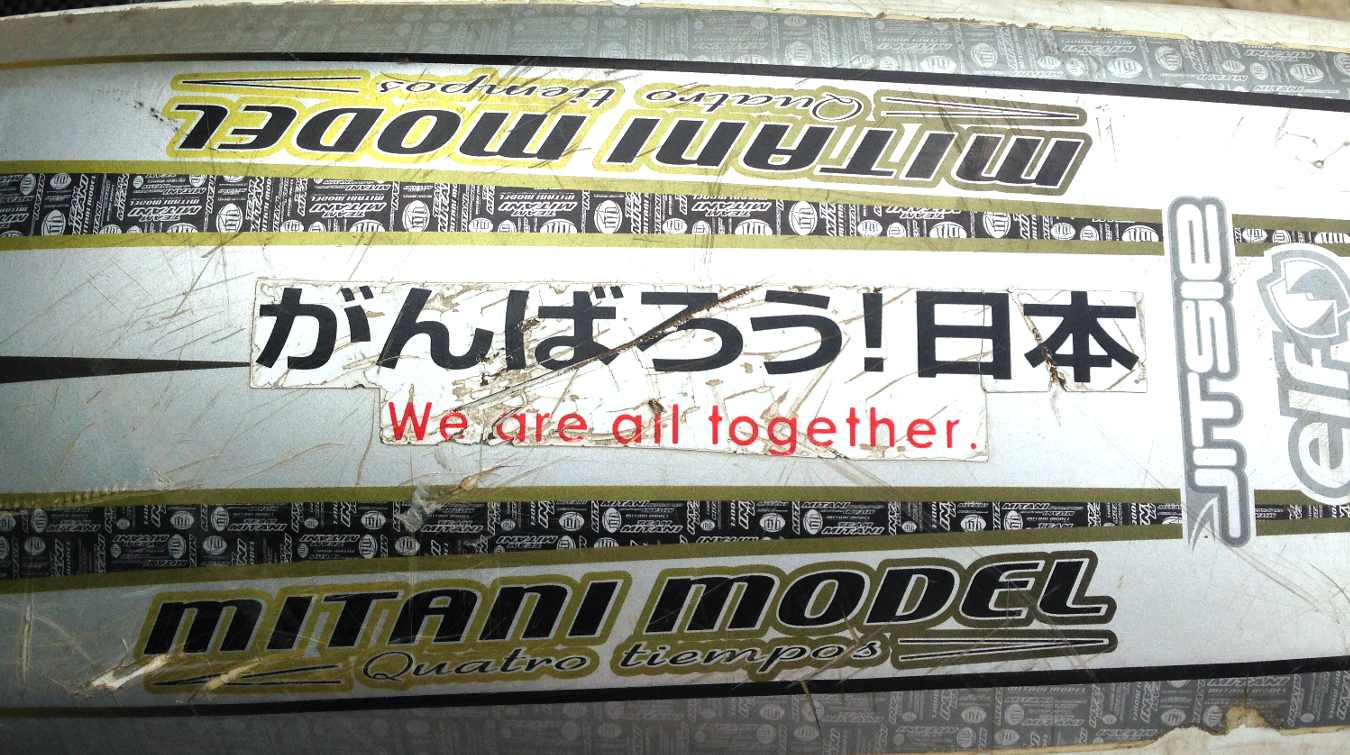 MITANI MODEL
Quatro tiempos
がんばろう!日本
We are all together.
JITSIE
elf
MITANI MODEL
Quatro tiempos